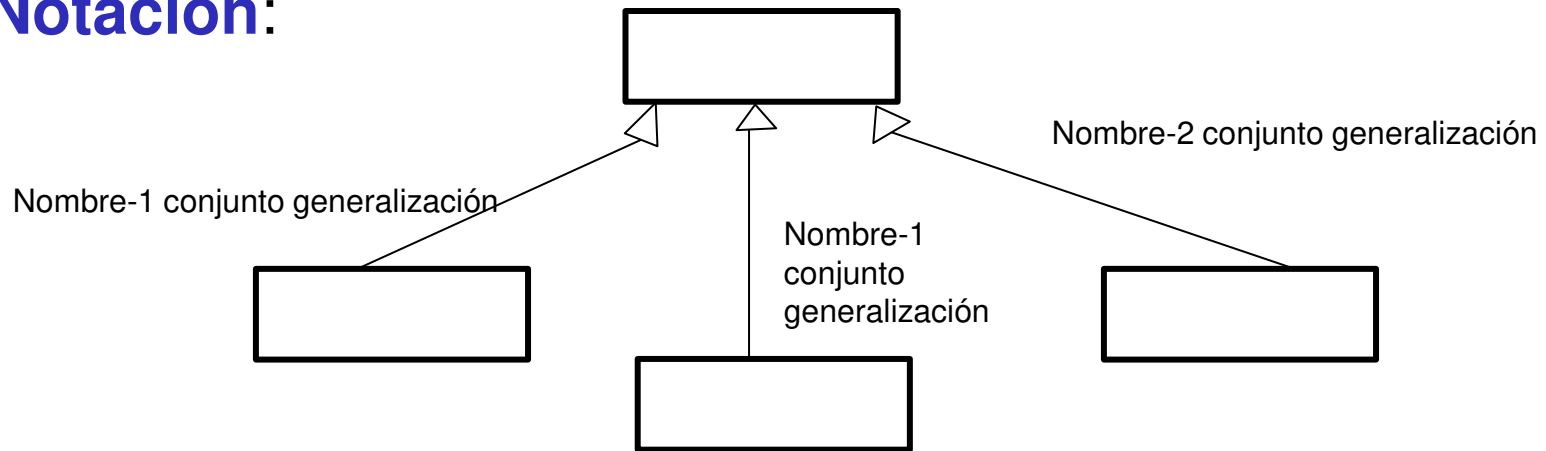 Notación:
Nombre-2 conjunto generalización
Nombre-1 conjunto generalización
Nombre-1
conjunto
generalización